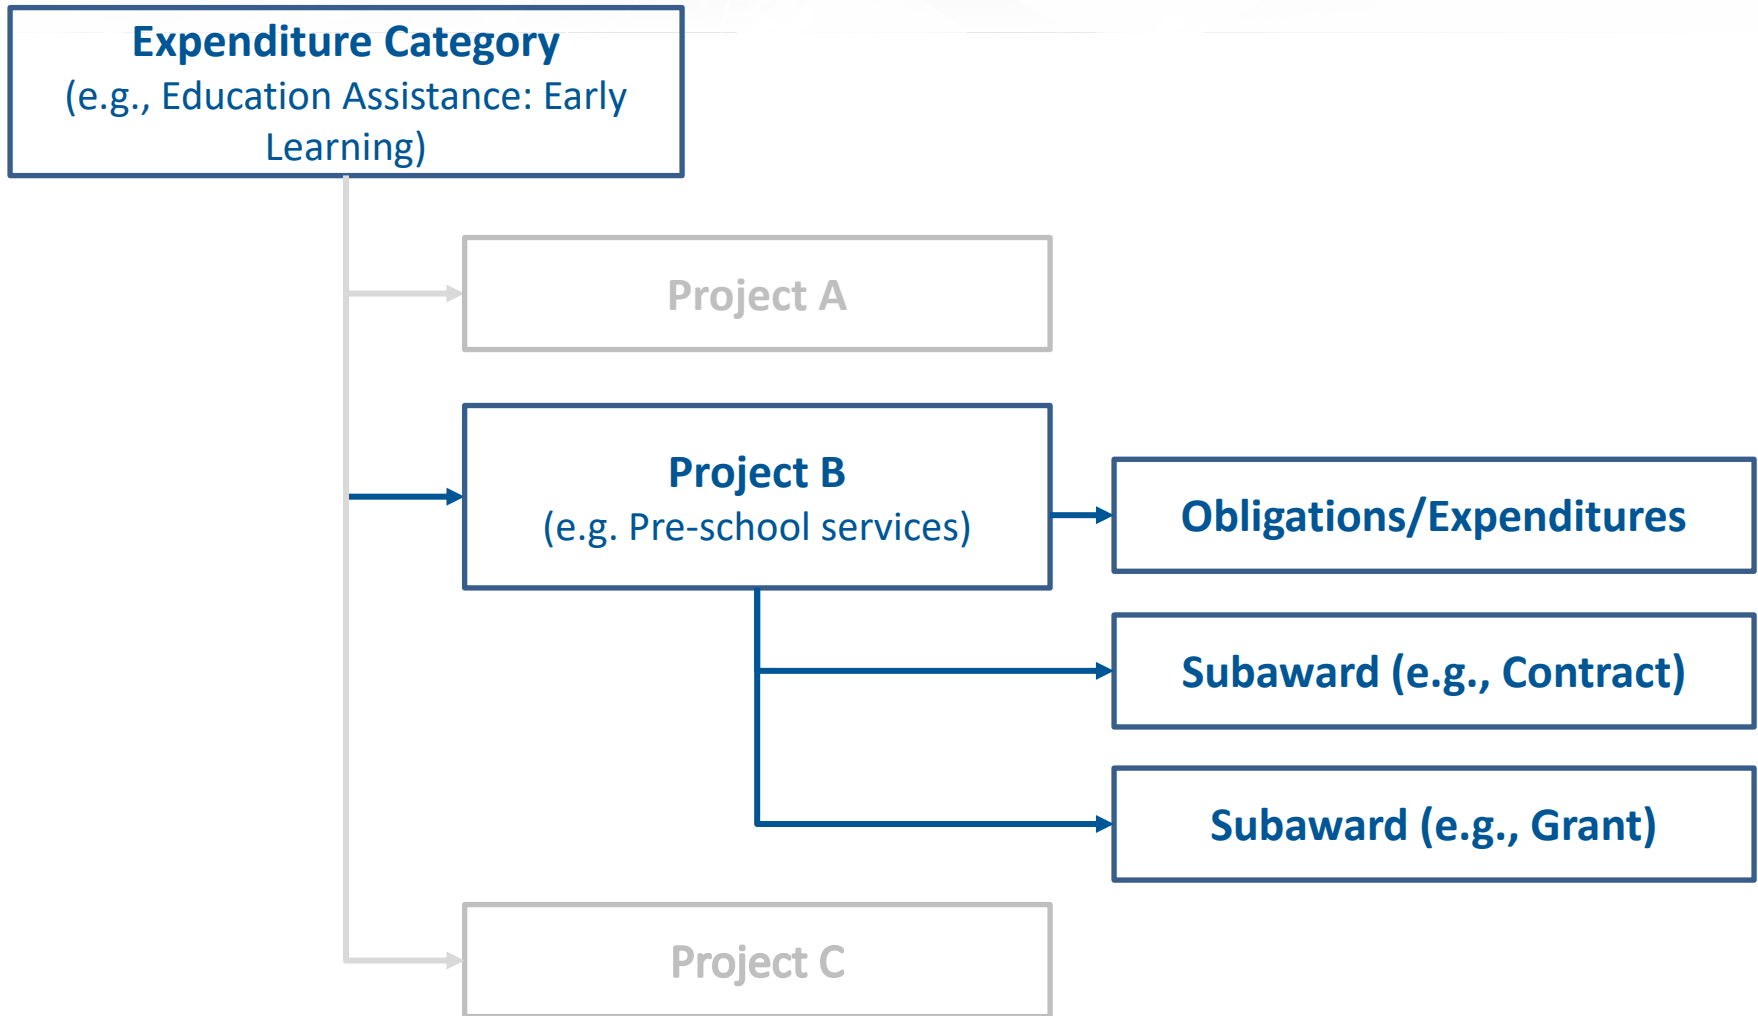 Expenditure Category
(e.g., Education Assistance: Early
Learning)
Project A
Project B
(e.g. Pre-school services)
Obligations/Expenditures
Subaward (e.g., Contract)
Subaward (e.g., Grant)
Project C